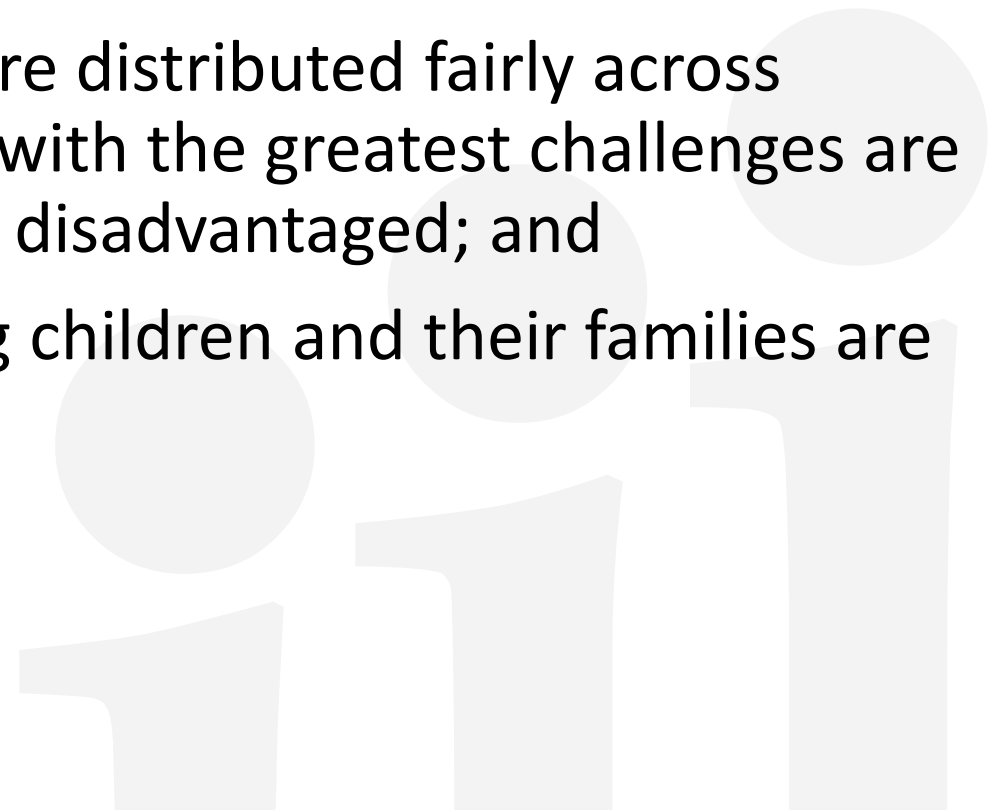 re distributed fairly across
with the greatest challenges are
disadvantaged; and
g children and their families are